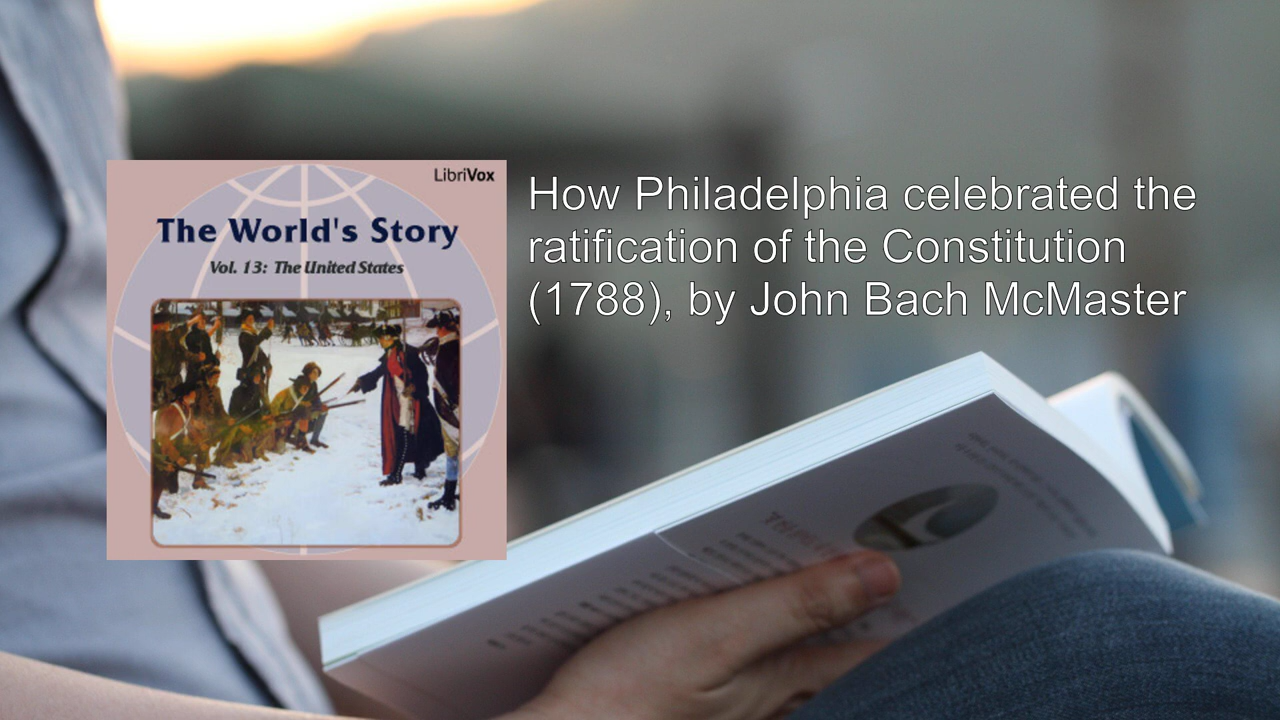 LibriVox
The World's Story
Vol. 13: The United States
How Philadelphia celebrated the
ratification of the Constitution
(1788), by John Bach McMaster